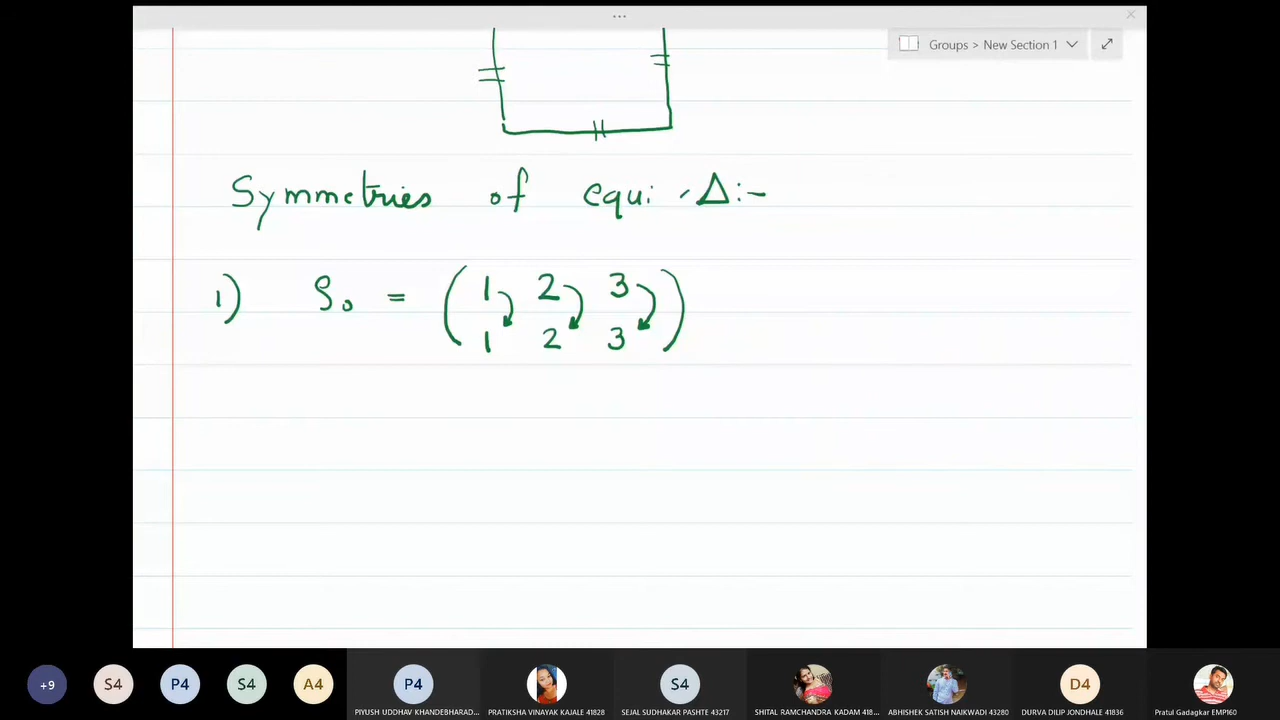 ...
Groups > New Section 1
Symmetries of equi. Δ:-
1) ρ₀ = ( 1 2 3
1 2 3 )
+9 S4 P4 S4 A4 P4 S4 D4
PIYUSH UDDHAV KHANDEBHARAD... PRATIKSHA VINAYAK KAJALE 41828 SEJAL SUDHAKAR PASHTE 43217 SHITAL RAMCHANDRA KADAM 418... ABHISHEK SATISH NAIKWADI 43280 DURVA DILIP JONDHALE 41836 Pratul Gadagkar EMP160